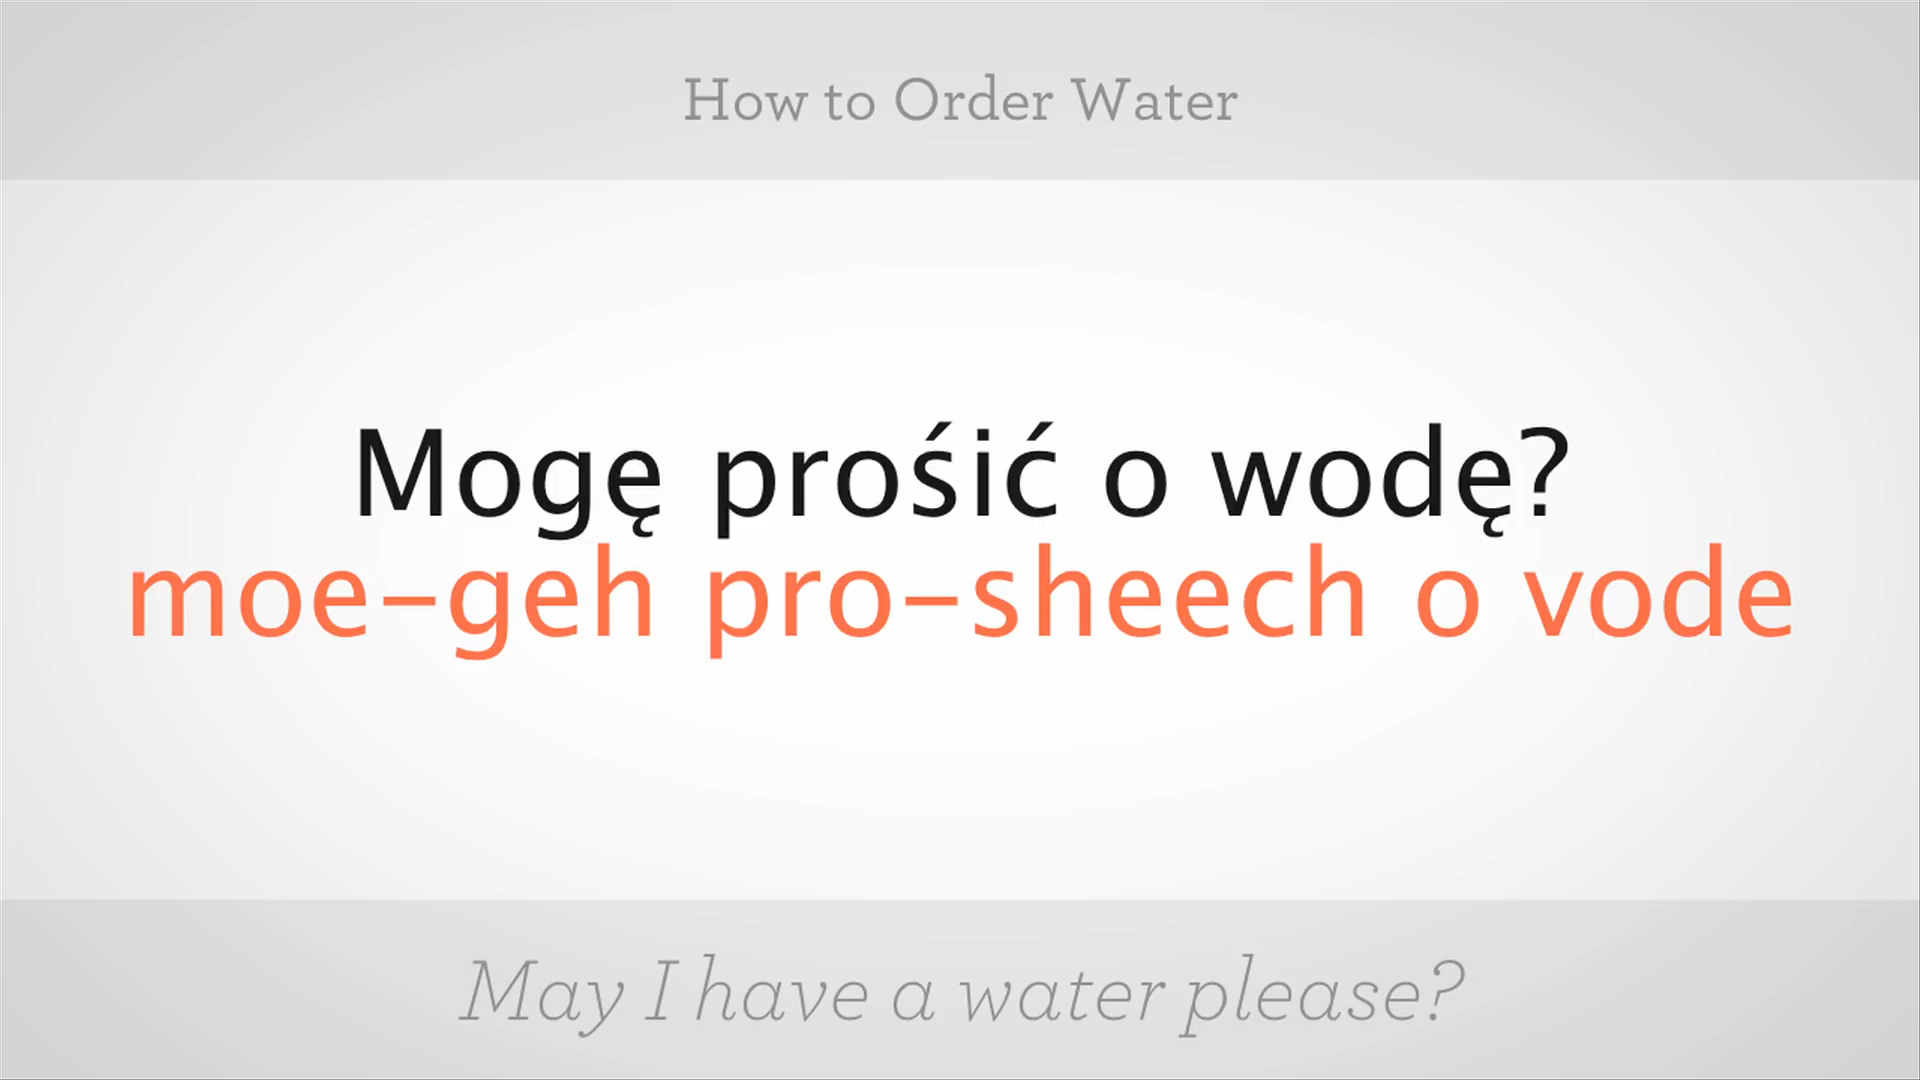 How to Order Water
Mogę prośić o wodę?
moe-geh pro-sheech o vode
May I have a water please?